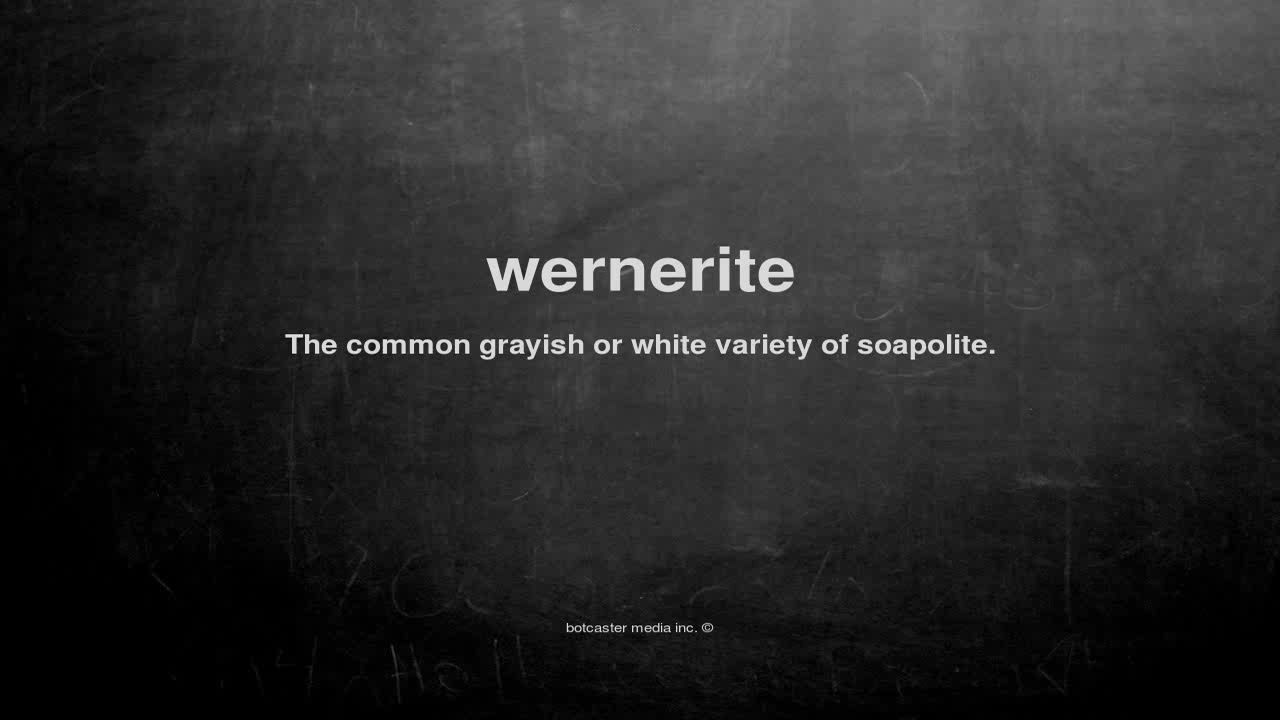 wernerite
The common grayish or white variety of soapolite.
botcaster media inc. ©